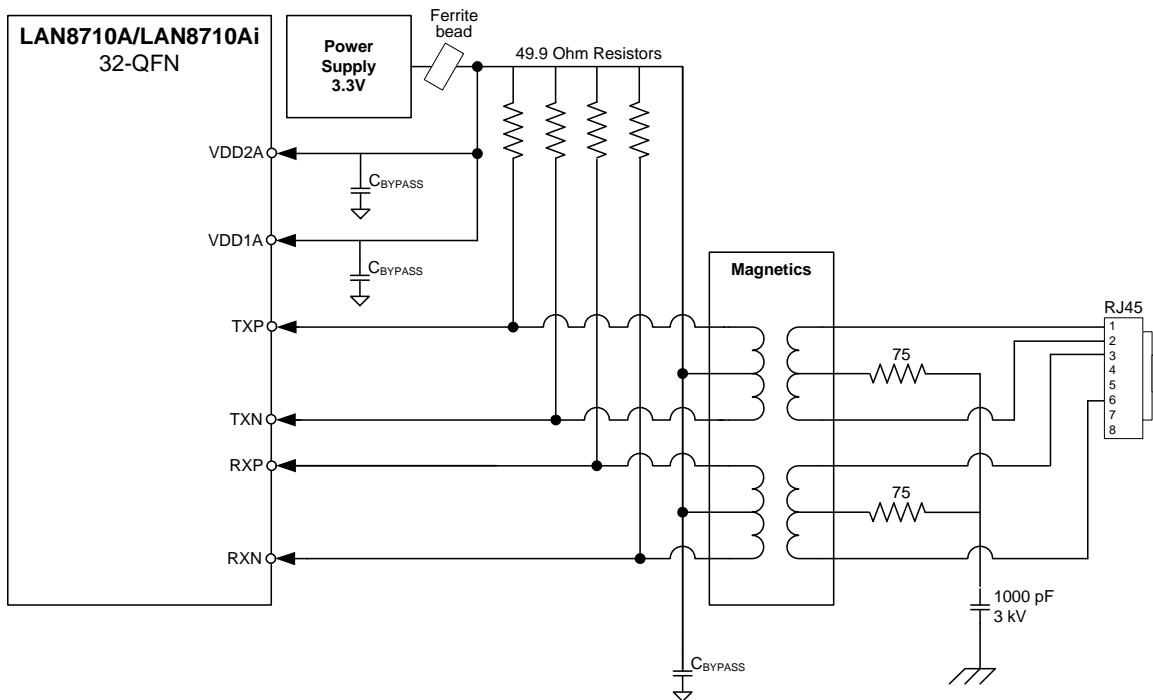 LAN8710A/LAN8710Ai
32-QFN
Power
Supply
3.3V
Ferrite
bead
49.9 Ohm Resistors
VDD2A
CBYPASS
VDD1A
CBYPASS
Magnetics
TXP
TXN
RXP
RXN
75
75
RJ45
1
2
3
4
5
6
7
8
1000 pF
3 kV
CBYPASS